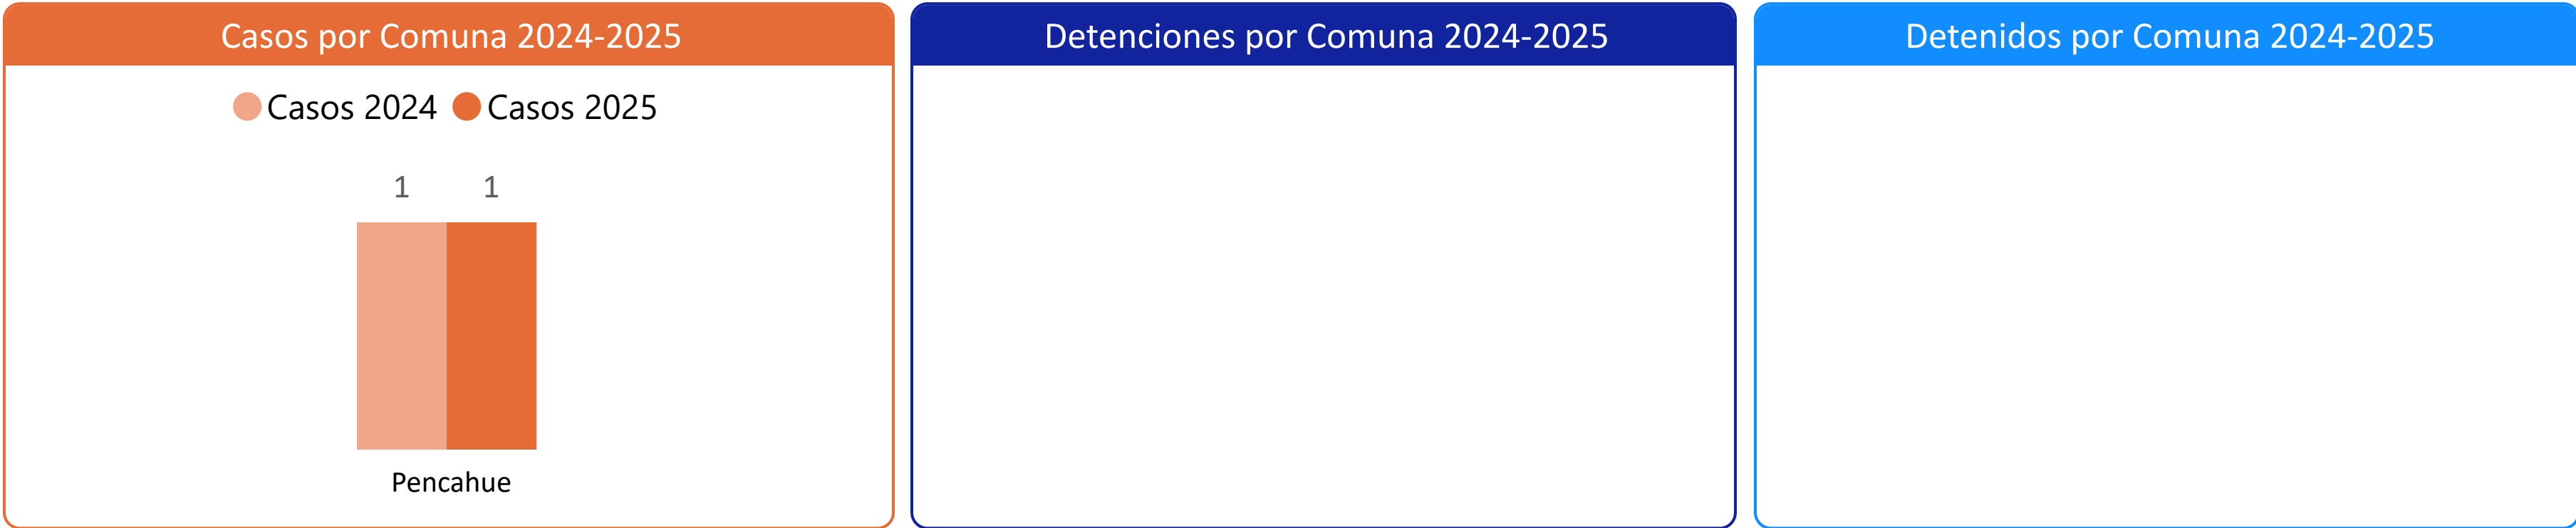 Casos por Comuna 2024-2025
Casos 2024 Casos 2025
1 1
Pencahue
Detenciones por Comuna 2024-2025
Detenidos por Comuna 2024-2025